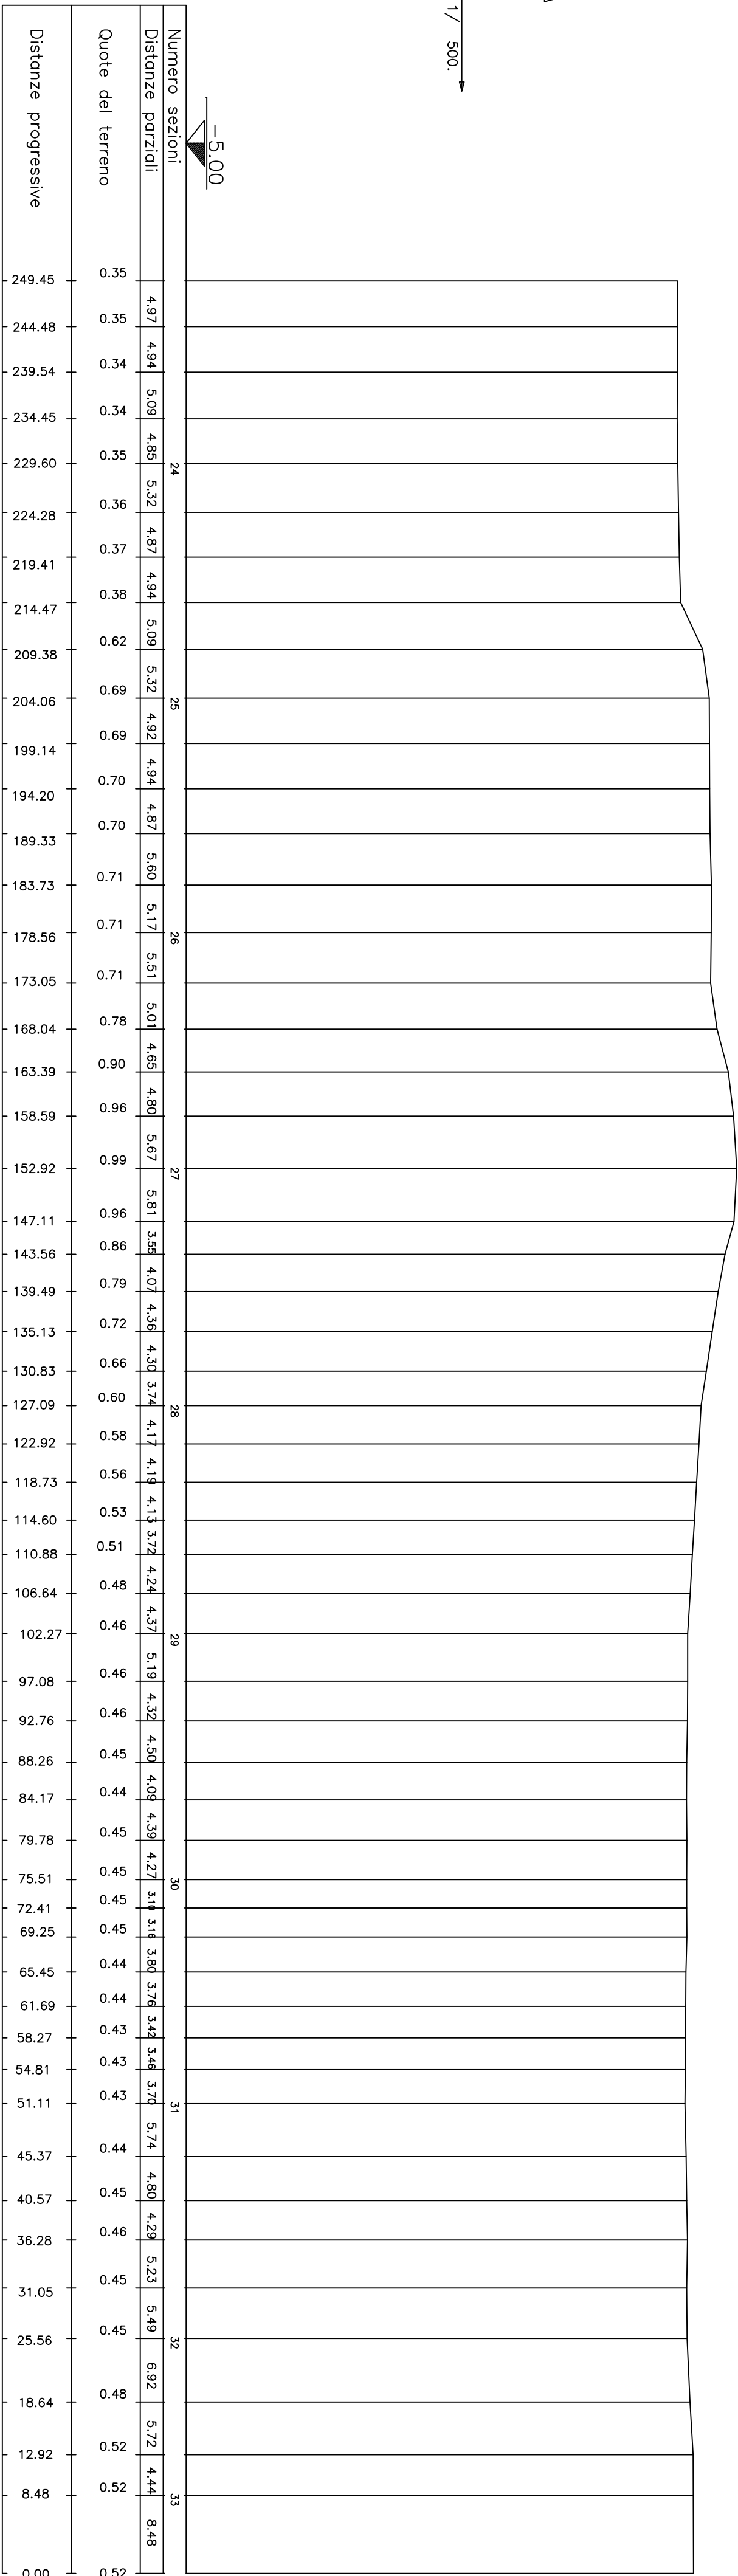 1/ 500.
-5.00
Numero sezioni
24 25 26 27 28 29 30 31 32 33
Distanze parziali
4.97 4.94 5.09 4.85 5.32 4.87 4.94 5.09 5.32 4.92 4.94 4.87 5.60 5.17 5.51 5.01 4.65 4.80 5.67 5.81 3.55 4.07 4.36 4.30 3.74 4.17 4.19 4.13 3.72 4.24 4.37 5.19 4.32 4.50 4.09 4.39 4.27 3.10 3.16 3.80 3.76 3.42 3.46 3.70 5.74 4.80 4.29 5.23 5.49 6.92 5.72 4.44 8.48
Quote del terreno
0.35 0.35 0.34 0.34 0.35 0.36 0.37 0.38 0.62 0.69 0.69 0.70 0.70 0.71 0.71 0.71 0.78 0.90 0.96 0.99 0.96 0.86 0.79 0.72 0.66 0.60 0.58 0.56 0.53 0.51 0.48 0.46 0.46 0.46 0.45 0.44 0.45 0.45 0.45 0.45 0.44 0.44 0.43 0.43 0.43 0.44 0.45 0.46 0.45 0.45 0.48 0.52 0.52 0.52
Distanze progressive
249.45 244.48 239.54 234.45 229.60 224.28 219.41 214.47 209.38 204.06 199.14 194.20 189.33 183.73 178.56 173.05 168.04 163.39 158.59 152.92 147.11 143.56 139.49 135.13 130.83 127.09 122.92 118.73 114.60 110.88 106.64 102.27 97.08 92.76 88.26 84.17 79.78 75.51 72.41 69.25 65.45 61.69 58.27 54.81 51.11 45.37 40.57 36.28 31.05 25.56 18.64 12.92 8.48 0.00